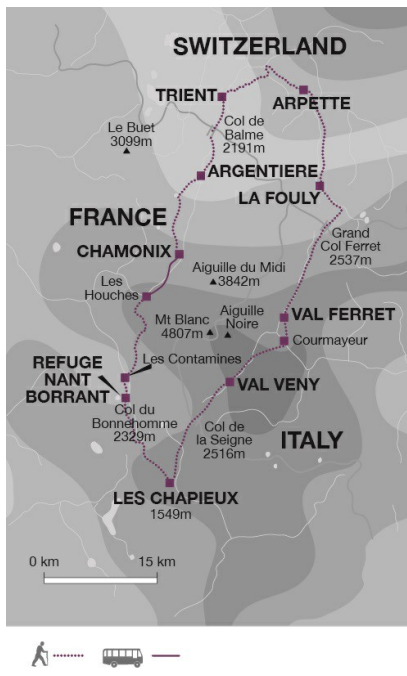 SWITZERLAND
TRIENT
ARPETTE
Col de
Balme
2191m
Le Buet
3099m
ARGENTIERE
LA FOULY
FRANCE
Grand
Col Ferret
2537m
CHAMONIX
Aiguille du Midi
3842m
Les
Houches
Mt Blanc
4807m
Aiguille
Noire
VAL FERRET
Courmayeur
Les Contamines
REFUGE
NANT
BORRANT
VAL VENY
Col du
Bonnehomme
2329m
Col de
la Seigne
2516m
ITALY
LES CHAPIEUX
1549m
0 km
15 km